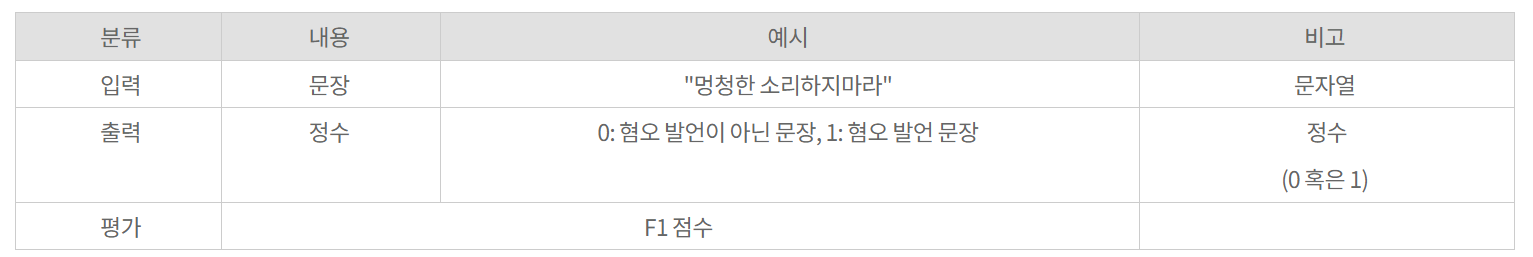 분류 내용 예시 비고
입력 문장 "멍청한 소리하지마라" 문자열
출력 정수 0: 혐오 발언이 아닌 문장, 1: 혐오 발언 문장 정수
(0 혹은 1)
평가 F1 점수